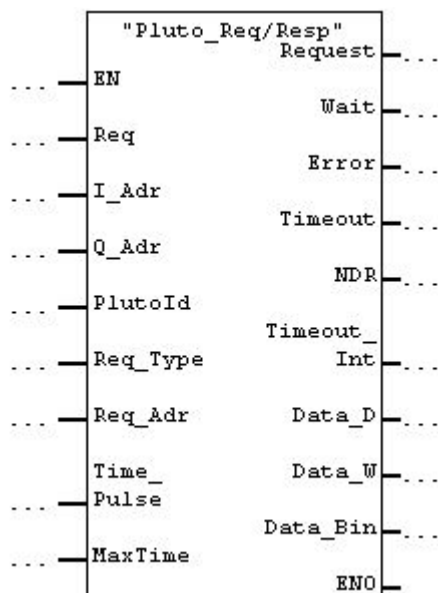 "Pluto_Req/Resp"
Request
... EN
Wait ...
... Req
Error ...
... I_Adr
Timeout ...
... Q_Adr
NDR ...
... PlutoId
Timeout_
Int ...
... Req_Type
Data_D ...
... Req_Adr
Time_
Data_W ...
... Pulse
Data_Bin ...
... MaxTime
ENO